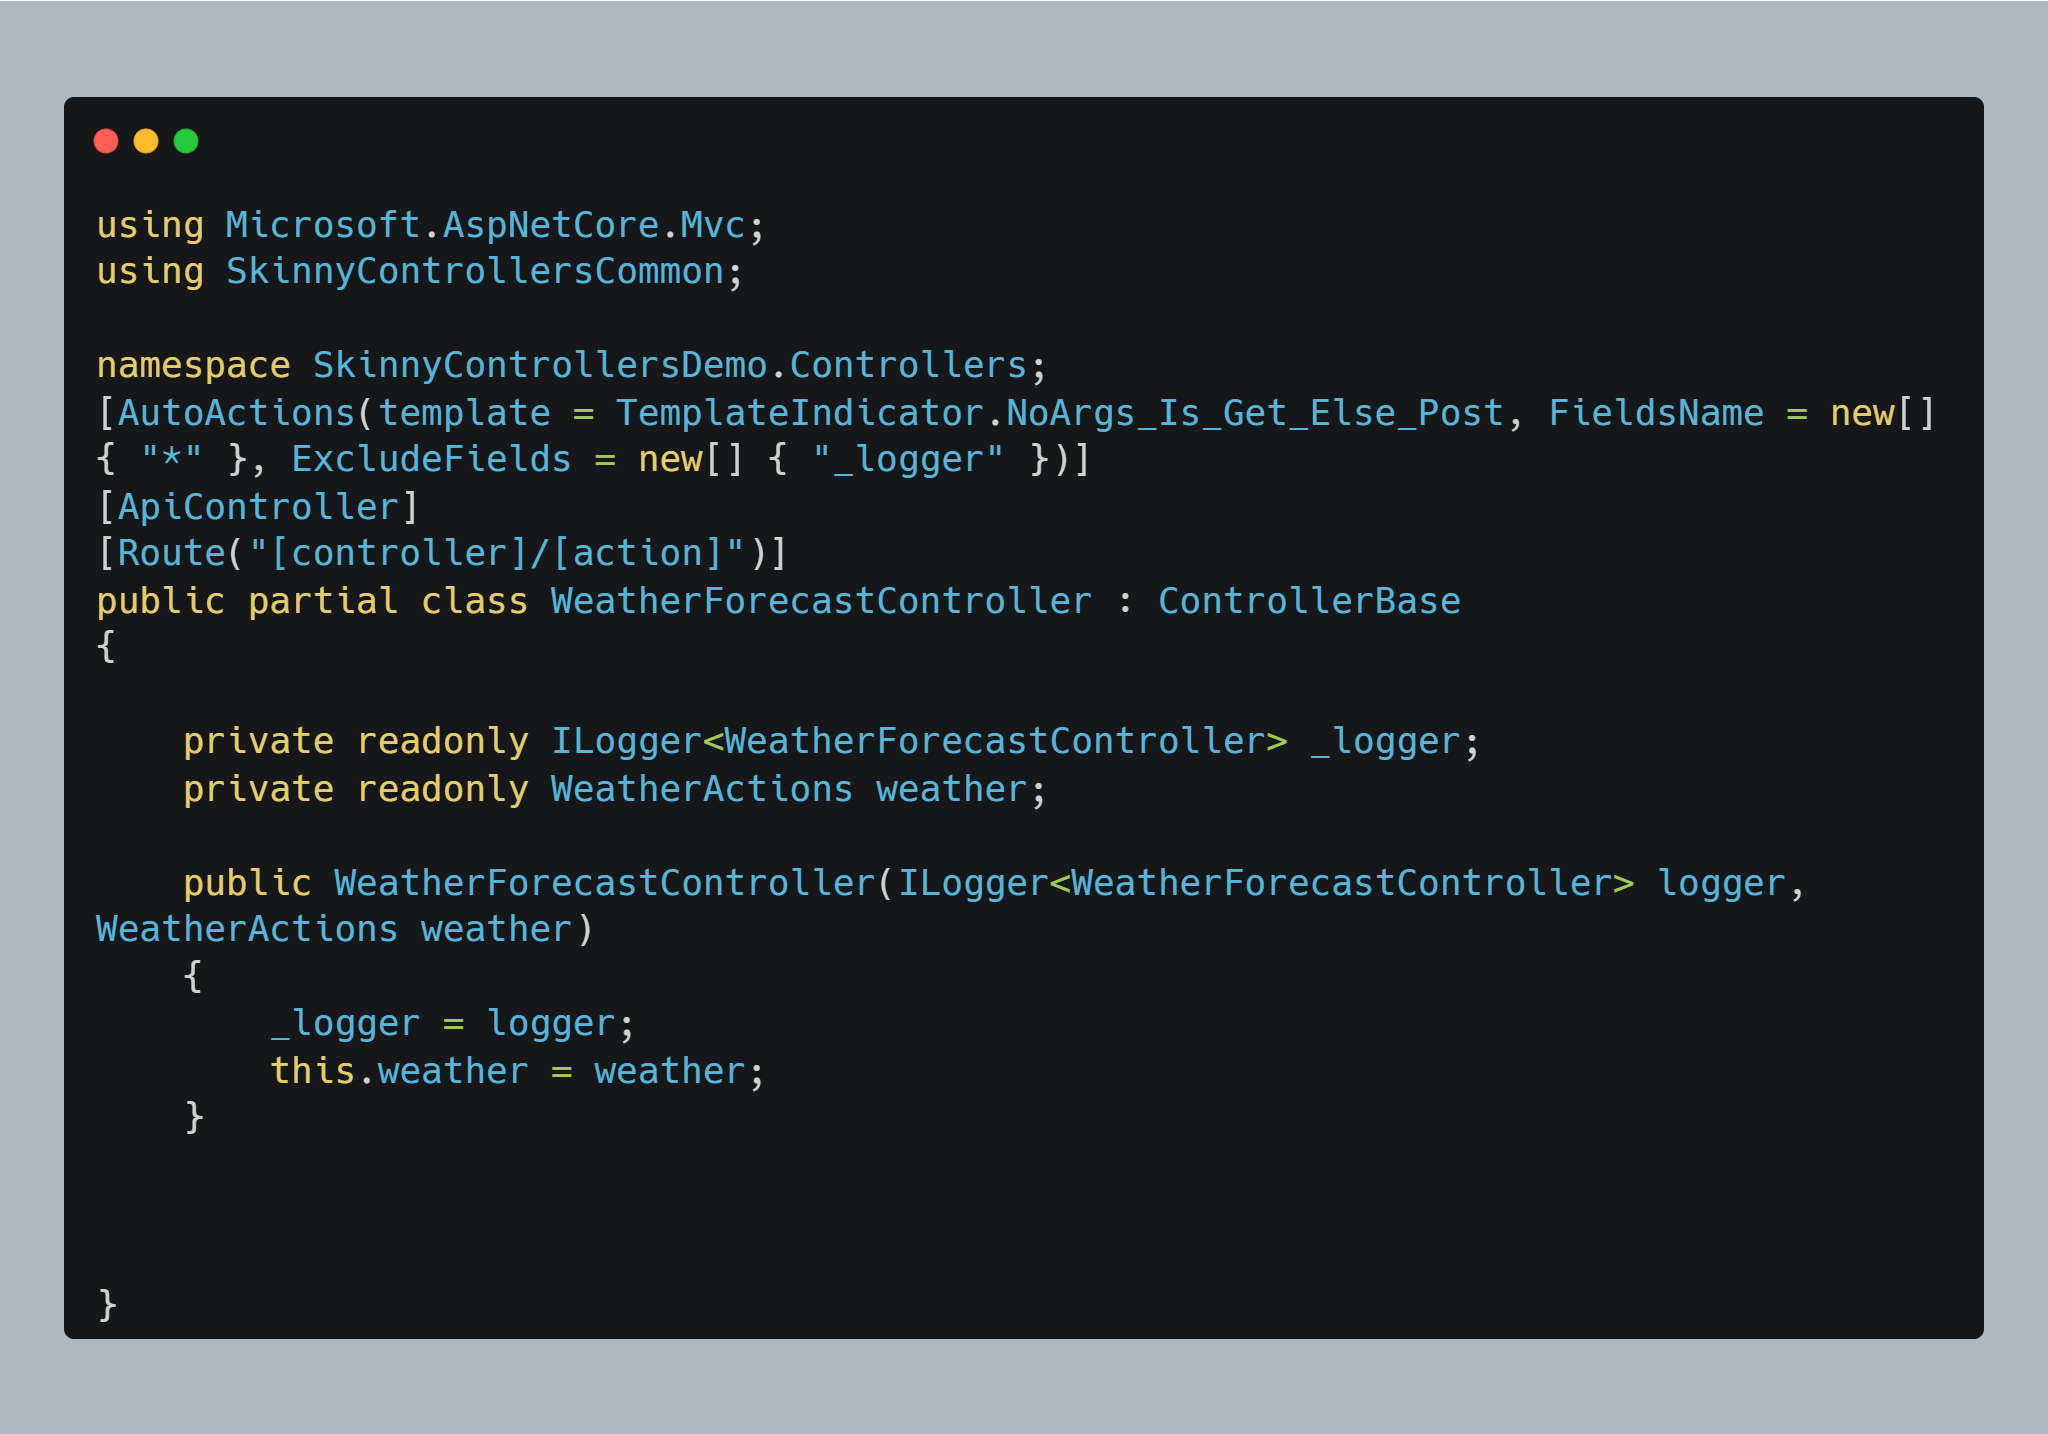 using Microsoft.AspNetCore.Mvc;
using SkinnyControllersCommon;

namespace SkinnyControllersDemo.Controllers;
[AutoActions(template = TemplateIndicator.NoArgs_Is_Get_Else_Post, FieldsName = new[]
{ "*" }, ExcludeFields = new[] { "_logger" })]
[ApiController]
[Route("[controller]/[action]")]
public partial class WeatherForecastController : ControllerBase
{

    private readonly ILogger<WeatherForecastController> _logger;
    private readonly WeatherActions weather;

    public WeatherForecastController(ILogger<WeatherForecastController> logger,
WeatherActions weather)
    {
        _logger = logger;
        this.weather = weather;
    }

}